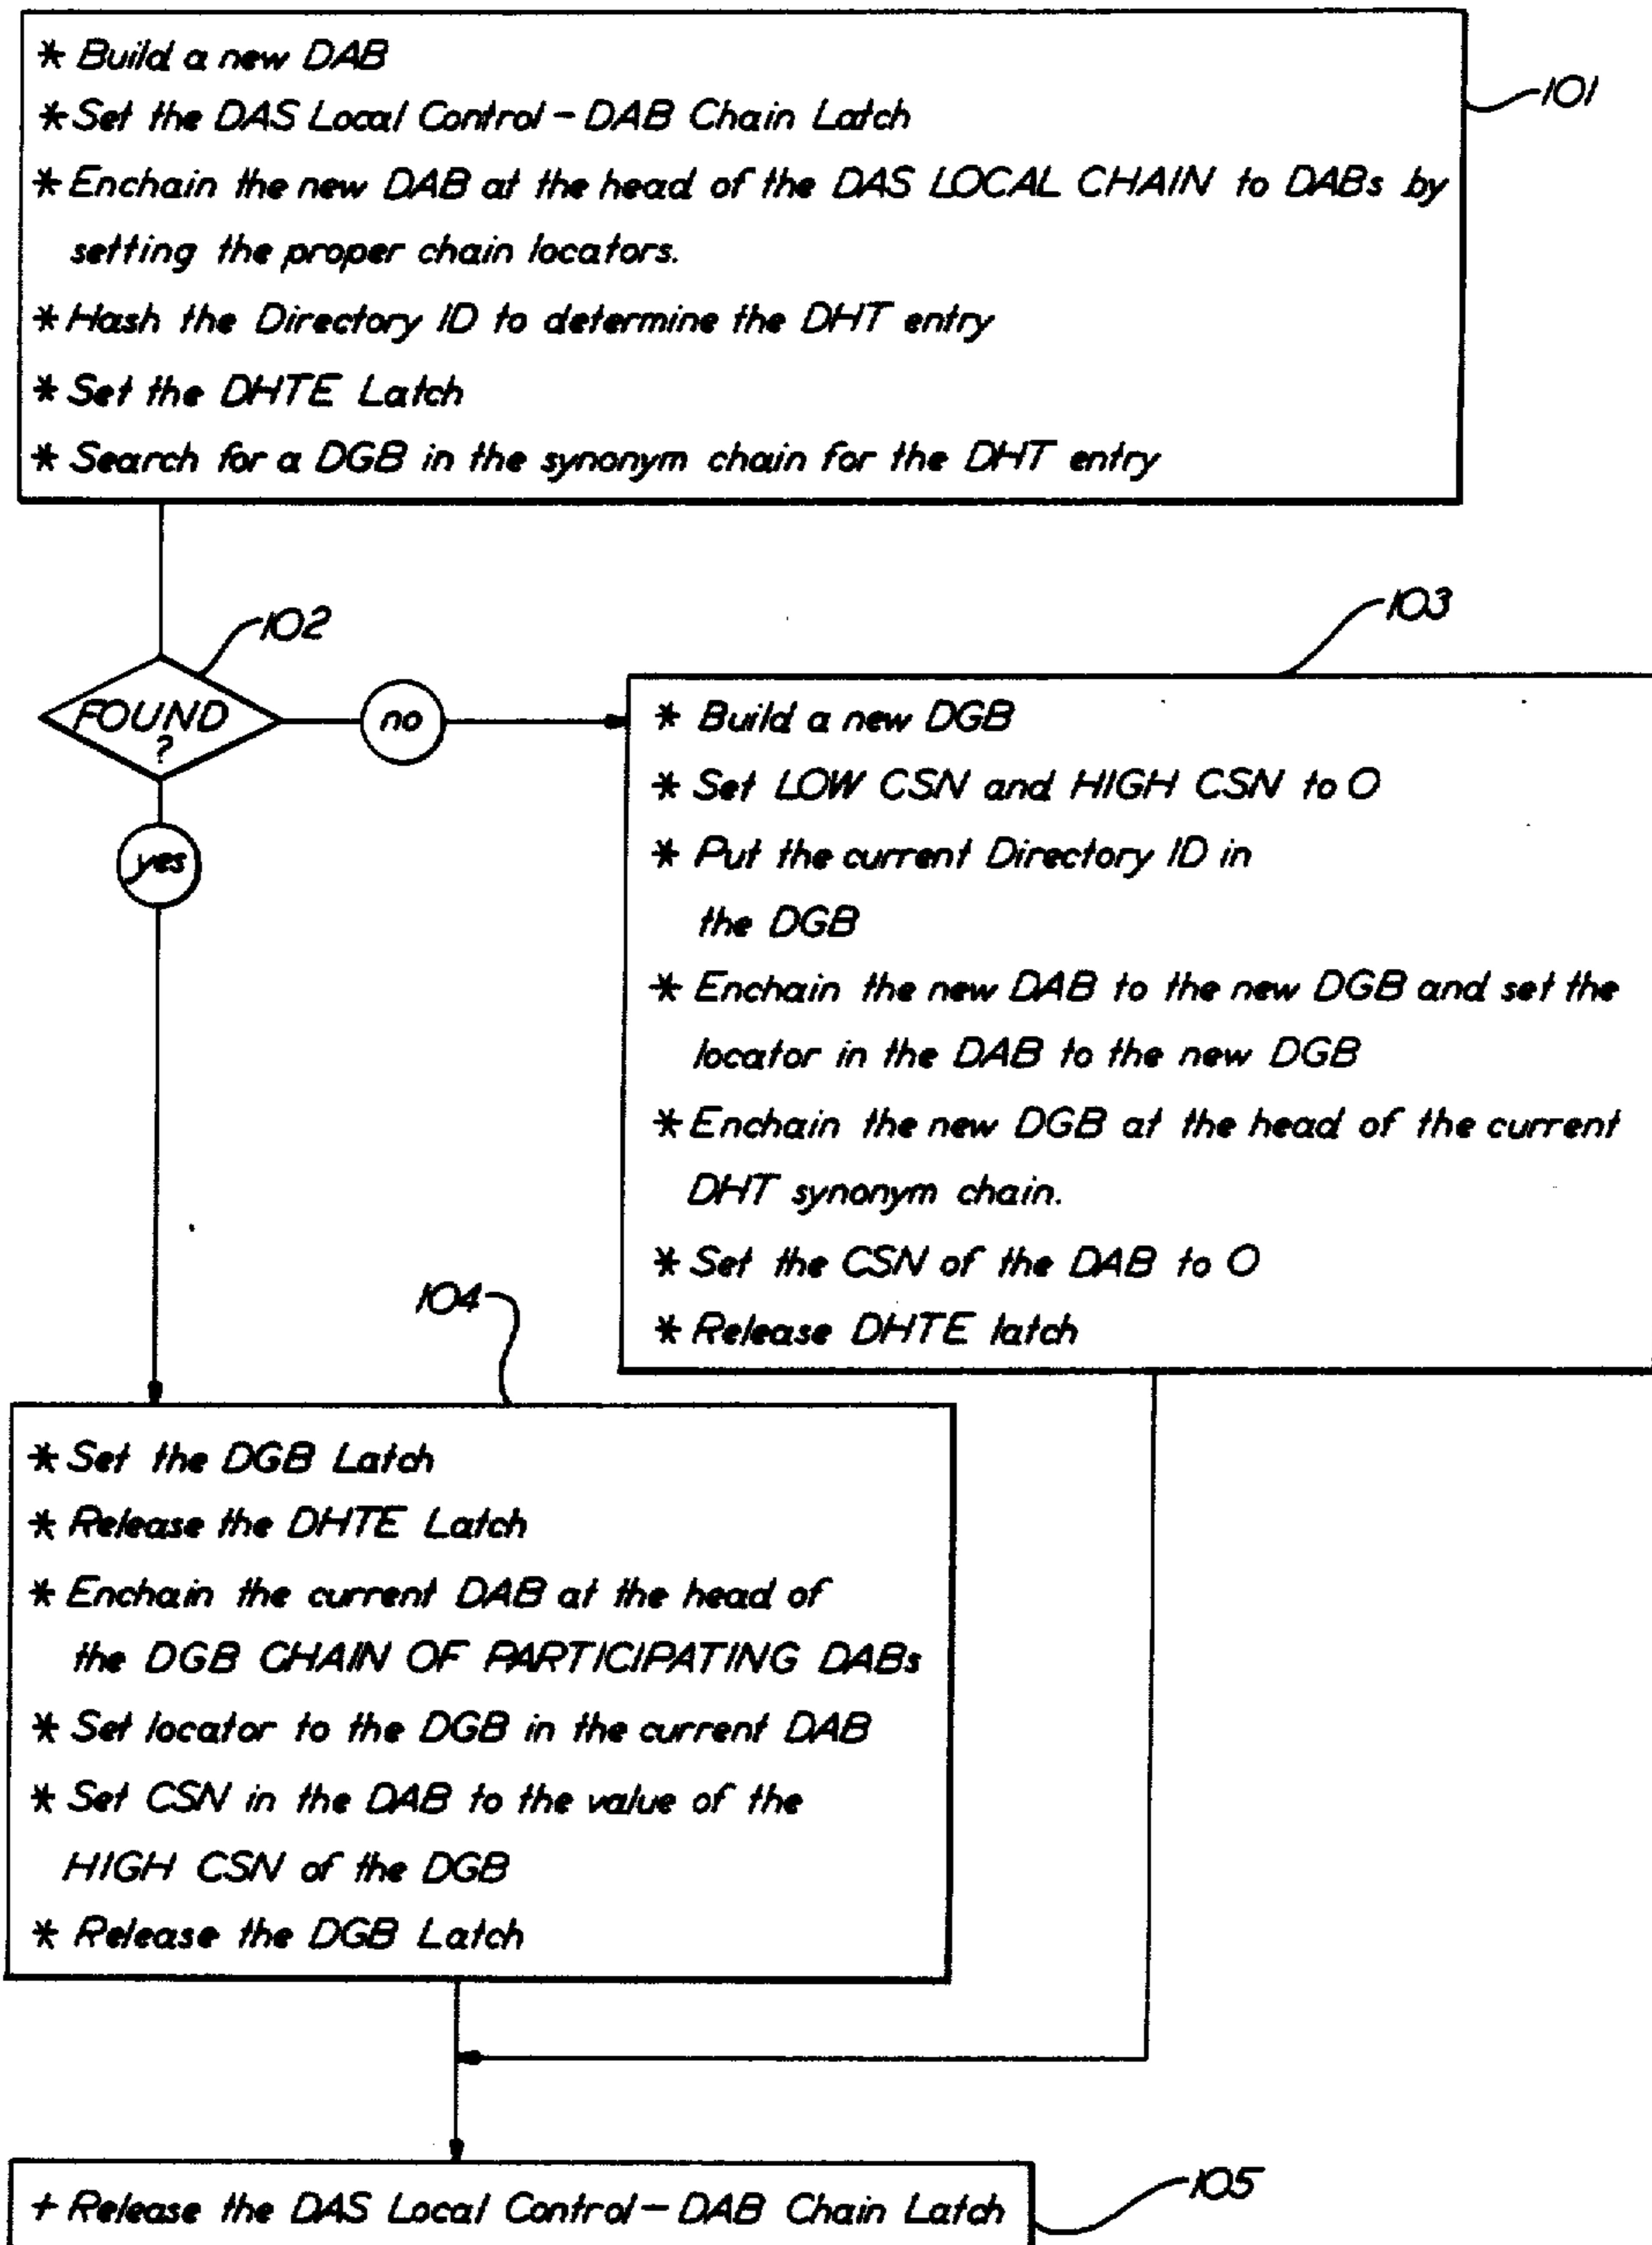 * Build a new DAB
* Set the DAS Local Control - DAB Chain Latch
* Enchain the new DAB at the head of the DAS LOCAL CHAIN to DABs by
setting the proper chain locators.
* Hash the Directory ID to determine the DHT entry
* Set the DHTE Latch
* Search for a DGB in the synonym chain for the DHT entry
101
102
FOUND
?
no
yes
103
* Build a new DGB
* Set LOW CSN and HIGH CSN to 0
* Put the current Directory ID in
the DGB
* Enchain the new DAB to the new DGB and set the
locator in the DAB to the new DGB
* Enchain the new DGB at the head of the current
DHT synonym chain.
* Set the CSN of the DAB to 0
* Release DHTE latch
104
* Set the DGB Latch
* Release the DHTE Latch
* Enchain the current DAB at the head of
the DGB CHAIN OF PARTICIPATING DABs
* Set locator to the DGB in the current DAB
* Set CSN in the DAB to the value of the
HIGH CSN of the DGB
* Release the DGB Latch
+ Release the DAS Local Control - DAB Chain Latch
105